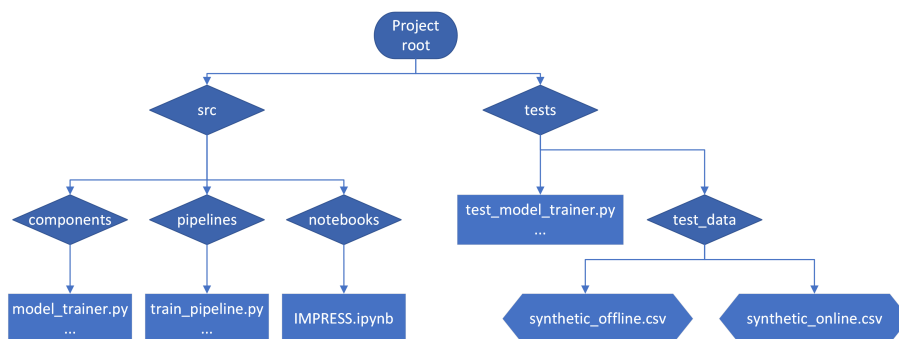 Project
root
src
tests
components
pipelines
notebooks
test_model_trainer.py
...
test_data
model_trainer.py
...
train_pipeline.py
...
IMPRESS.ipynb
synthetic_offline.csv
synthetic_online.csv